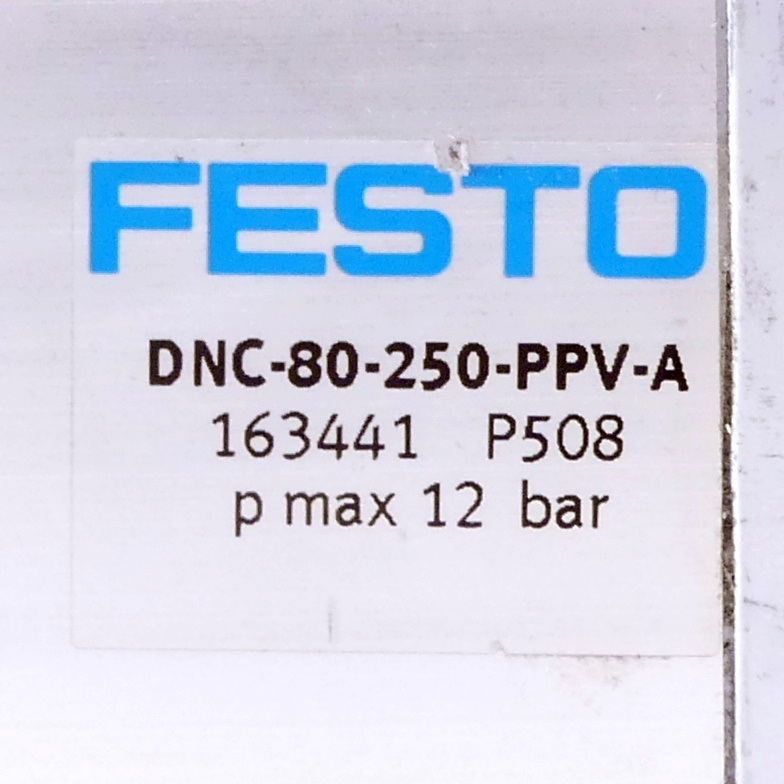 FESTO
DNC-80-250-PPV-A
163441 P508
p max 12 bar